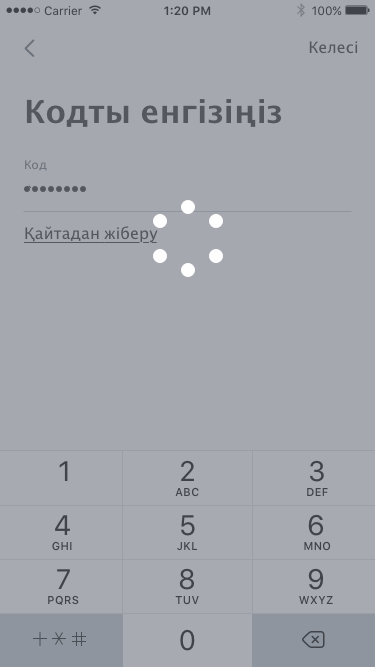 Carrier 1:20 PM 100%
Келесі
Кодты енгізіңіз
Код
••••••••
Қайтадан жіберу
1 2 ABC 3 DEF
4 GHI 5 JKL 6 MNO
7 PQRS 8 TUV 9 WXYZ
+*# 0